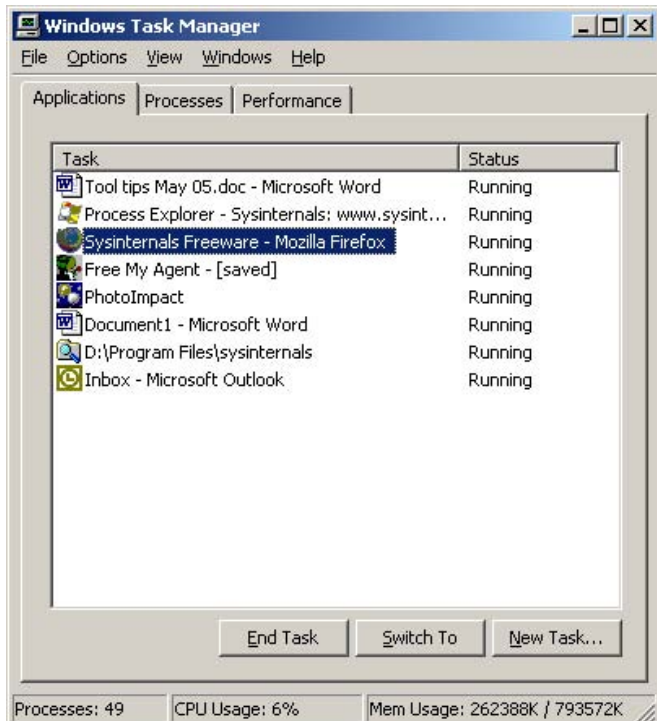 Windows Task Manager
File Options View Windows Help
Applications Processes Performance
Task Status
Tool tips May 05.doc - Microsoft Word Running
Process Explorer - Sysinternals: www.sysint... Running
Sysinternals Freeware - Mozilla Firefox Running
Free My Agent - [saved] Running
PhotoImpact Running
Document1 - Microsoft Word Running
D:\Program Files\sysinternals Running
Inbox - Microsoft Outlook Running
End Task Switch To New Task...
Processes: 49 CPU Usage: 6% Mem Usage: 262388K / 793572K